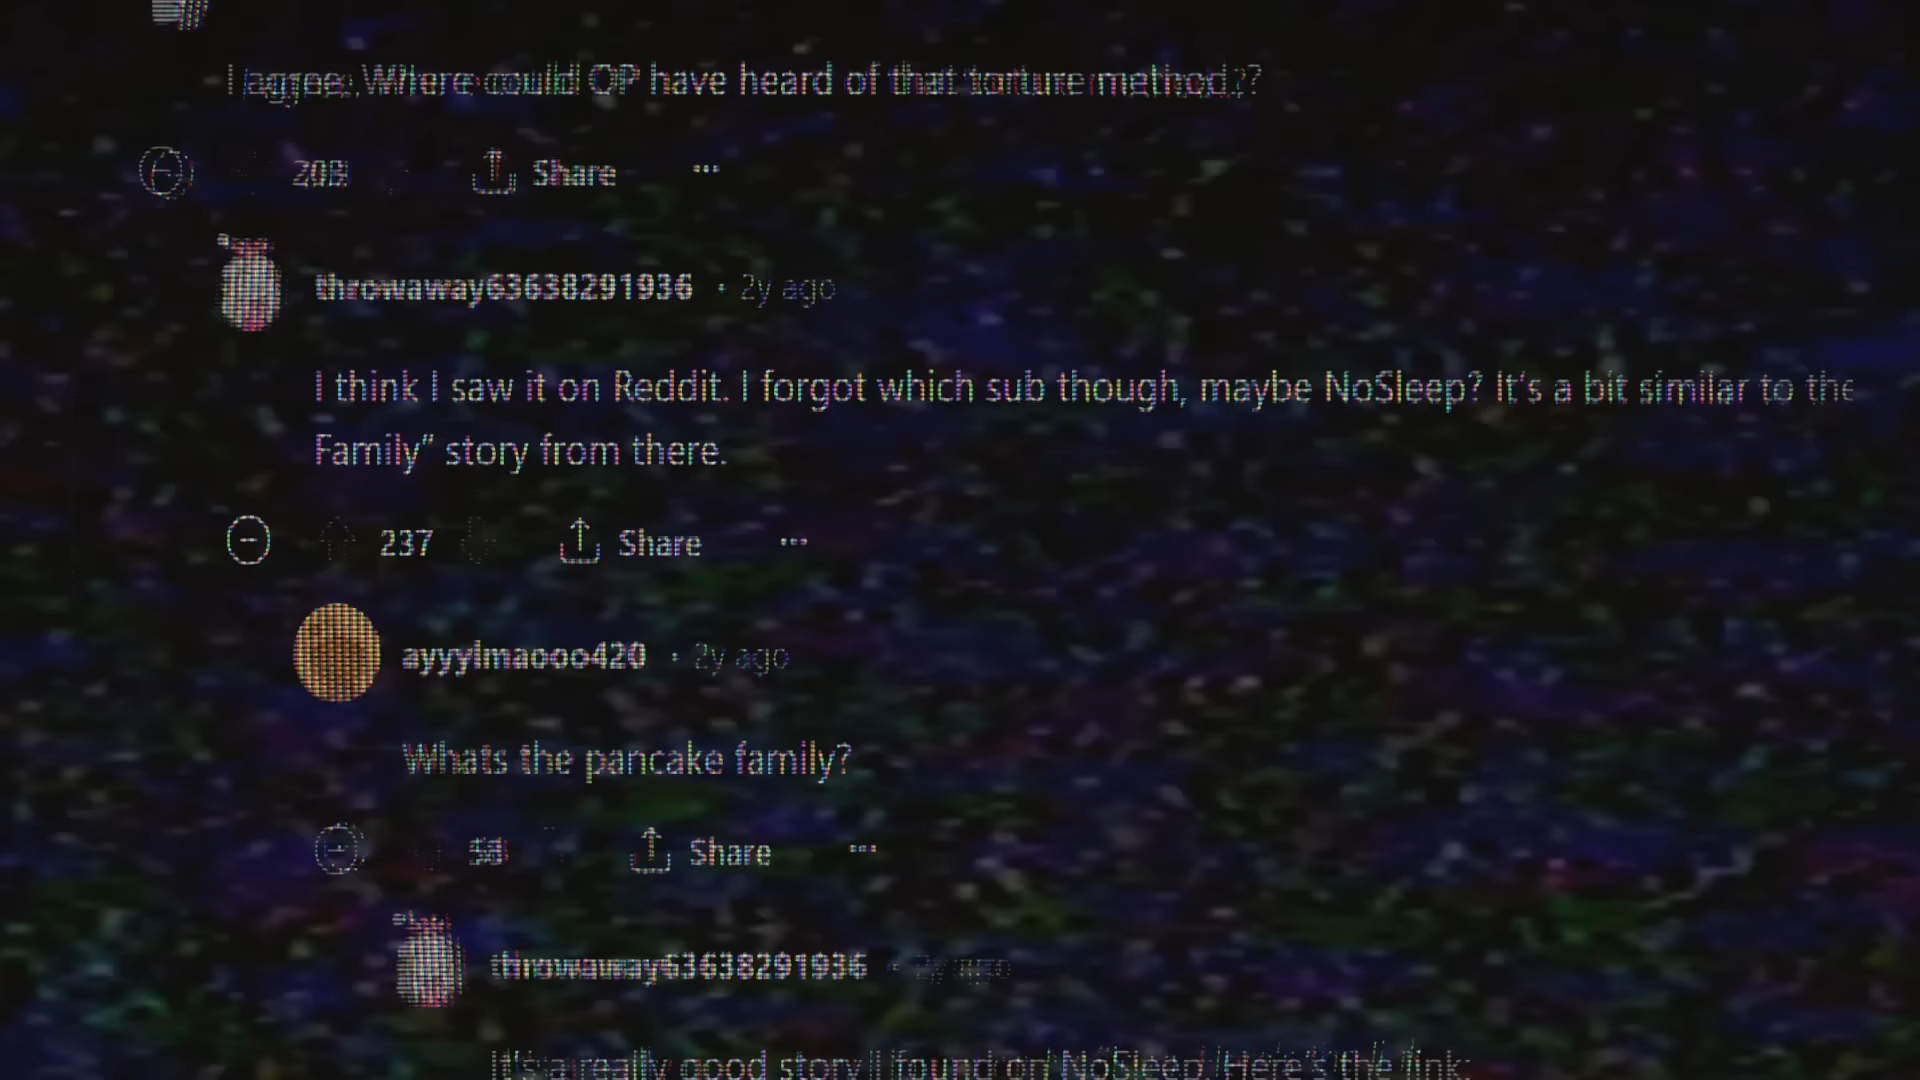 I agree. Where could OP have heard of that torture method??
Share
throwaway63638291936 • 2y ago
I think I saw it on Reddit. I forgot which sub though, maybe NoSleep? It's a bit similar to the
Family” story from there.
237 Share
ayyylmaooo420 • 2y ago
Whats the pancake family?
Share
throwaway63638291936 • 2y ago
It's a really good story I found on NoSleep. Here's the link: